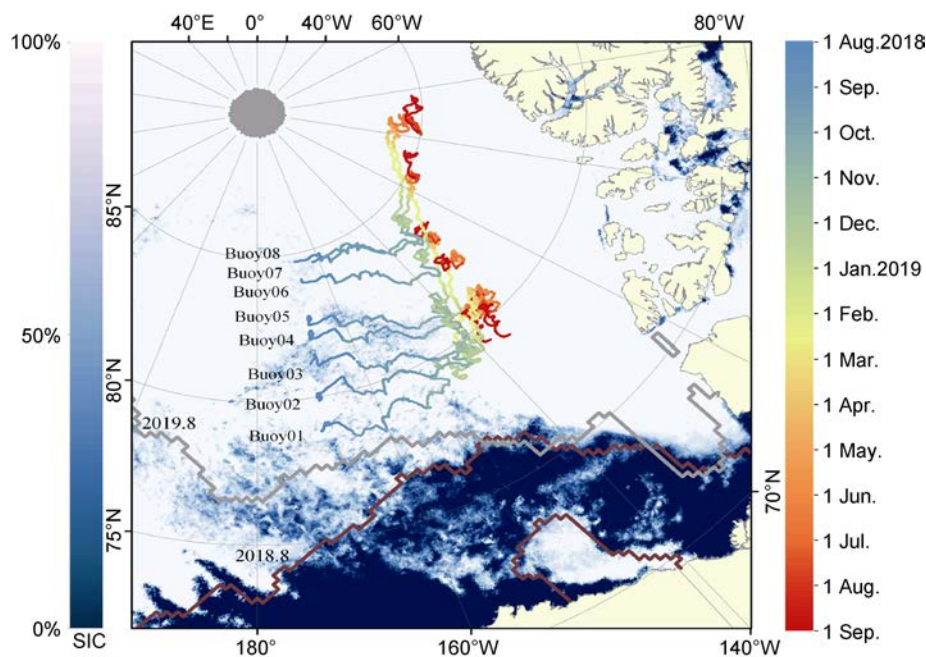 40°E 0° 40°W 60°W 80°W
100%
50%
0%
SIC
85°N
80°N
75°N
70°N
180° 160°W 140°W
Buoy08
Buoy07
Buoy06
Buoy05
Buoy04
Buoy03
Buoy02
Buoy01
2019.8
2018.8
1 Aug.2018
1 Sep.
1 Oct.
1 Nov.
1 Dec.
1 Jan.2019
1 Feb.
1 Mar.
1 Apr.
1 May.
1 Jun.
1 Jul.
1 Aug.
1 Sep.